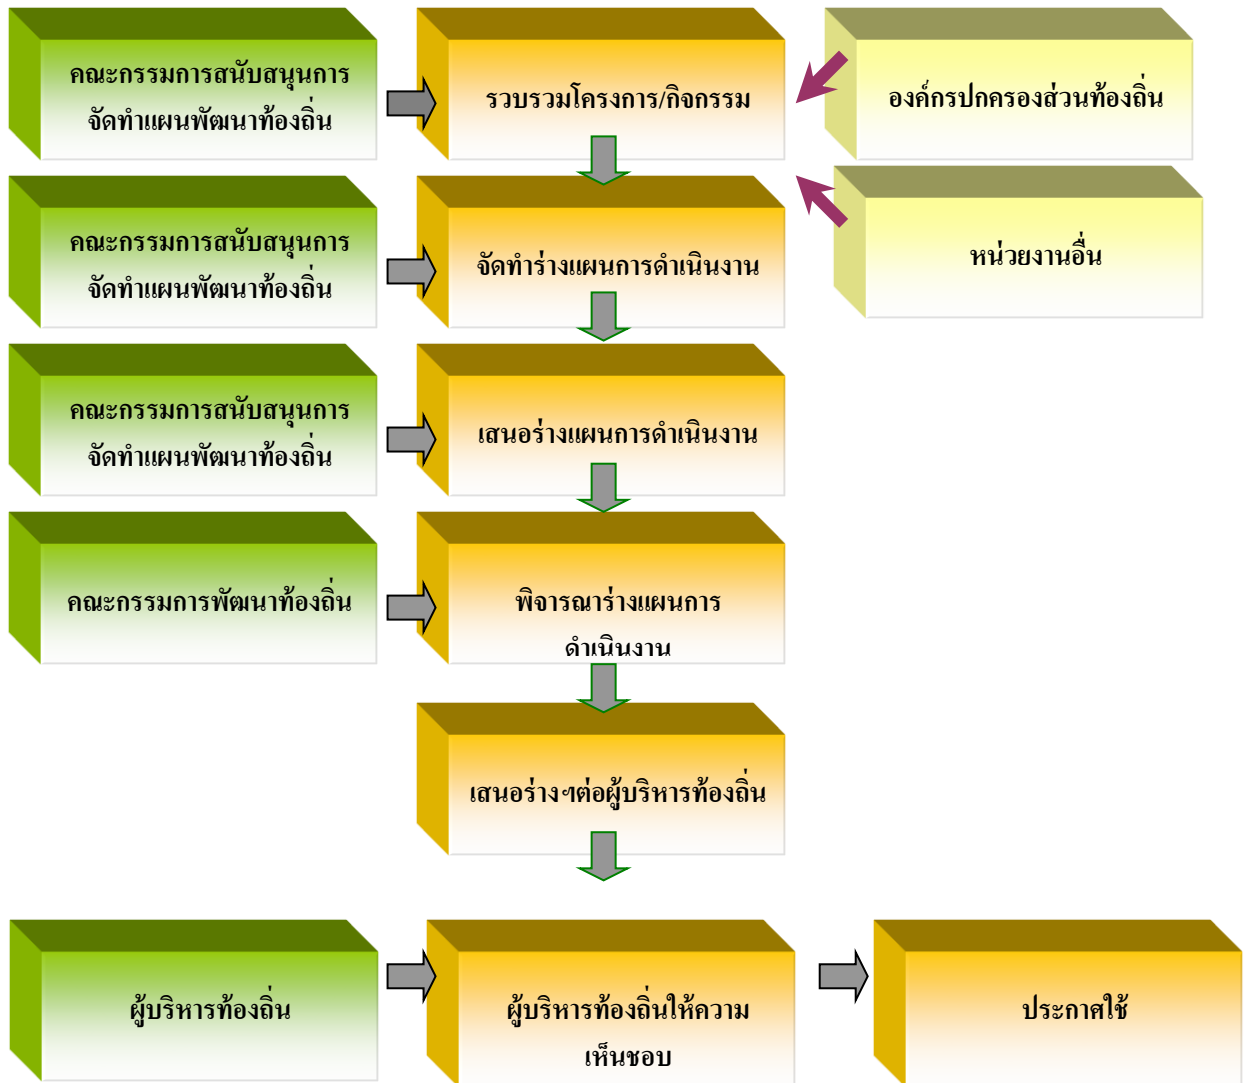 คณะกรรมการสนับสนุนการ
จัดทำแผนพัฒนาท้องถิ่น
รวบรวมโครงการ/กิจกรรม
องค์กรปกครองส่วนท้องถิ่น
คณะกรรมการสนับสนุนการ
จัดทำแผนพัฒนาท้องถิ่น
จัดทำร่างแผนการดำเนินงาน
หน่วยงานอื่น
คณะกรรมการสนับสนุนการ
จัดทำแผนพัฒนาท้องถิ่น
เสนอร่างแผนการดำเนินงาน
คณะกรรมการพัฒนาท้องถิ่น
พิจารณาร่างแผนการ
ดำเนินงาน
เสนอร่างฯต่อผู้บริหารท้องถิ่น
ผู้บริหารท้องถิ่น
ผู้บริหารท้องถิ่นให้ความ
เห็นชอบ
ประกาศใช้